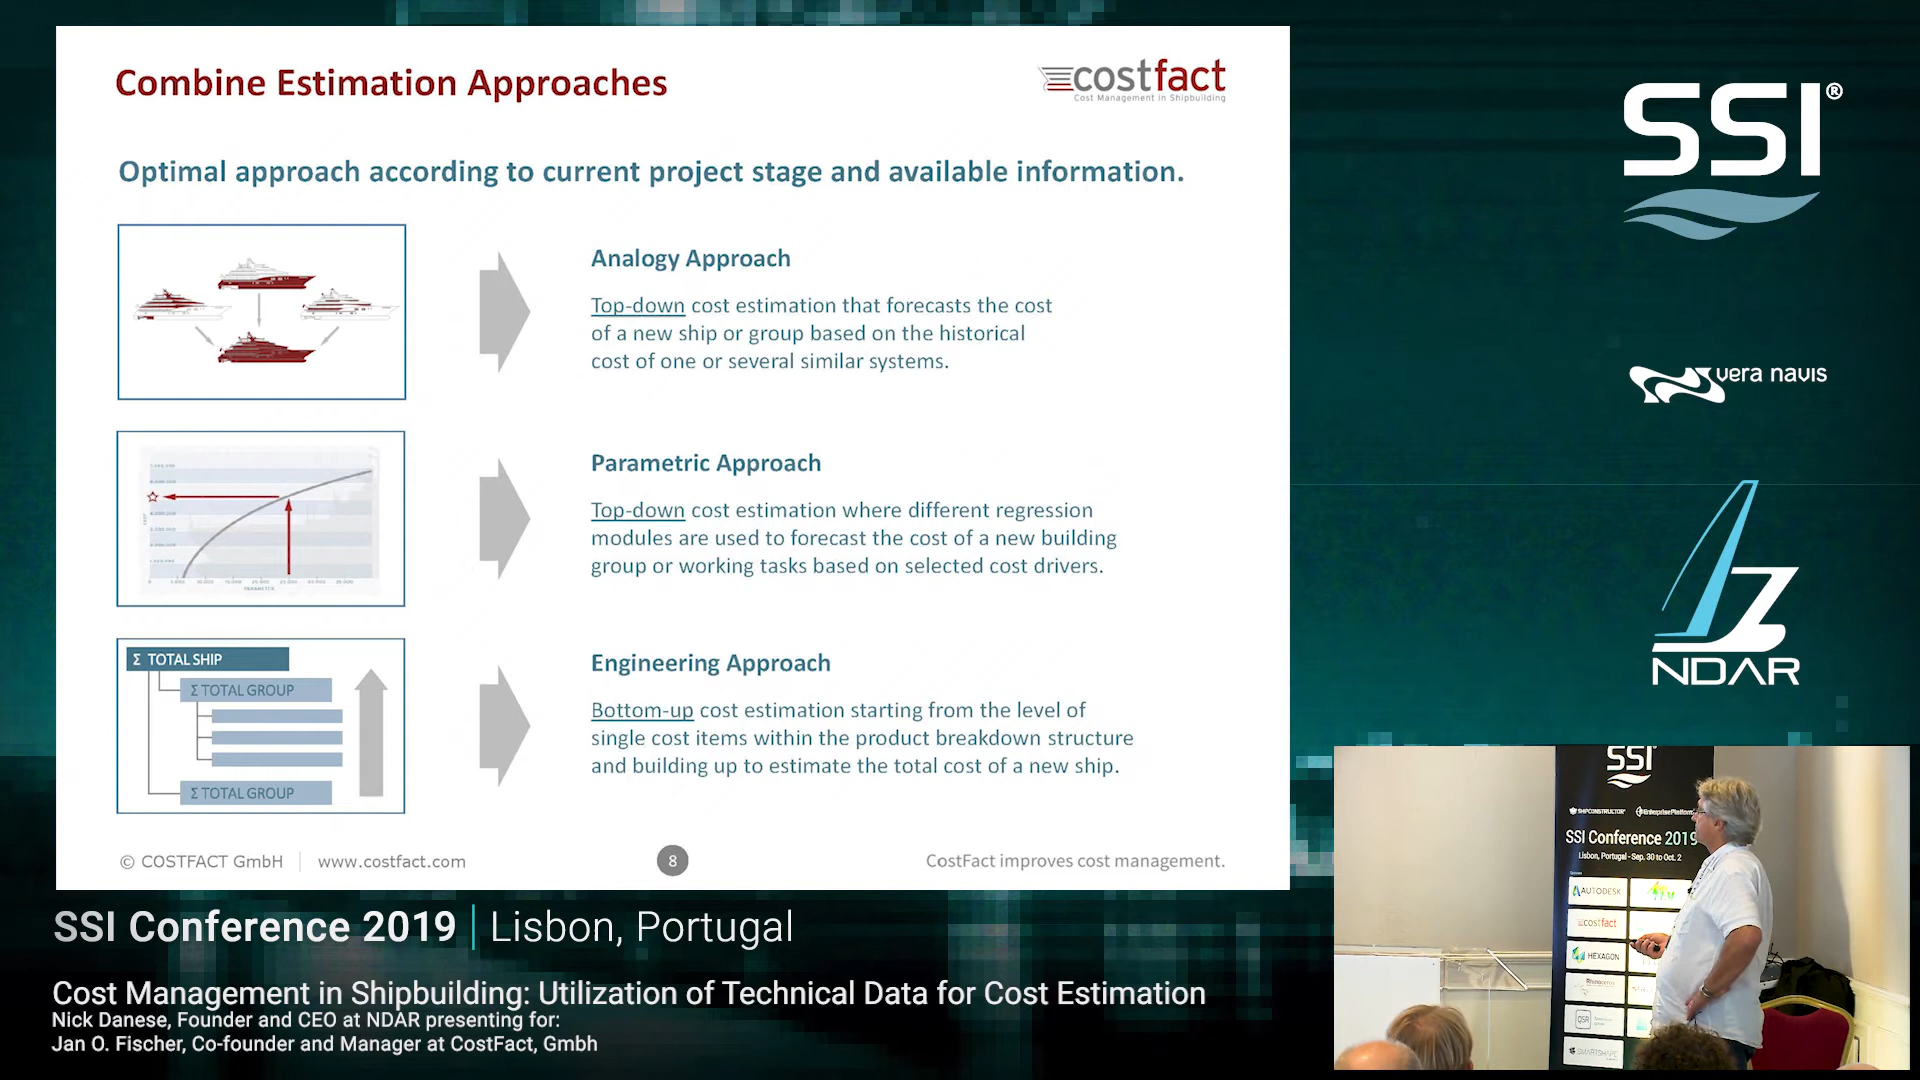 Combine Estimation Approaches
costfact
Cost Management in Shipbuilding
Optimal approach according to current project stage and available information.
Analogy Approach
Top-down cost estimation that forecasts the cost
of a new ship or group based on the historical
cost of one or several similar systems.
Parametric Approach
Top-down cost estimation where different regression
modules are used to forecast the cost of a new building
group or working tasks based on selected cost drivers.
PARAMETER
Σ TOTAL SHIP
Σ TOTAL GROUP
Σ TOTAL GROUP
Engineering Approach
Bottom-up cost estimation starting from the level of
single cost items within the product breakdown structure
and building up to estimate the total cost of a new ship.
© COSTFACT GmbH | www.costfact.com
8
CostFact improves cost management.
SSI®
vera navis
NDAR
SSI
SHIPCONSTRUCTOR EnterprisePlatform
SSI Conference 2019
Lisbon, Portugal - Sep. 30 to Oct. 2
AUTODESK
costfact
HEXAGON
QSR
SMARTSHAPE
SSI Conference 2019 | Lisbon, Portugal
Cost Management in Shipbuilding: Utilization of Technical Data for Cost Estimation
Nick Danese, Founder and CEO at NDAR presenting for:
Jan O. Fischer, Co-founder and Manager at CostFact, Gmbh